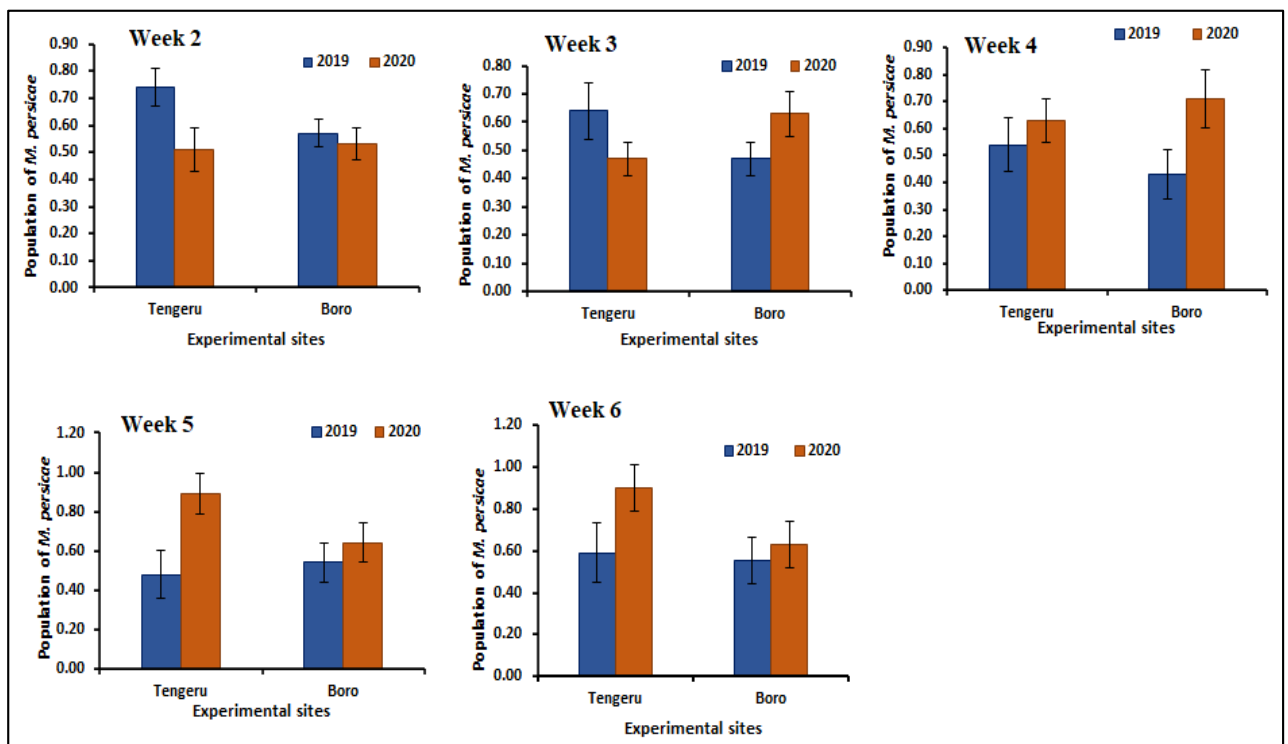 Week 2
2019 2020
Population of M. persicae
0.90
0.80
0.70
0.60
0.50
0.40
0.30
0.20
0.10
0.00
Tengeru Boro
Experimental sites
Week 3
2019 2020
Population of M. persicae
0.80
0.70
0.60
0.50
0.40
0.30
0.20
0.10
0.00
Tengeru Boro
Experimental sites
Week 4
2019 2020
Population of M. persicae
0.90
0.80
0.70
0.60
0.50
0.40
0.30
0.20
0.10
0.00
Tengeru Boro
Experimental sites
Week 5
2019 2020
Population of M. persicae
1.20
1.00
0.80
0.60
0.40
0.20
0.00
Tengeru Boro
Experimental sites
Week 6
2019 2020
Population of M. persicae
1.20
1.00
0.80
0.60
0.40
0.20
0.00
Tengeru Boro
Experimental sites